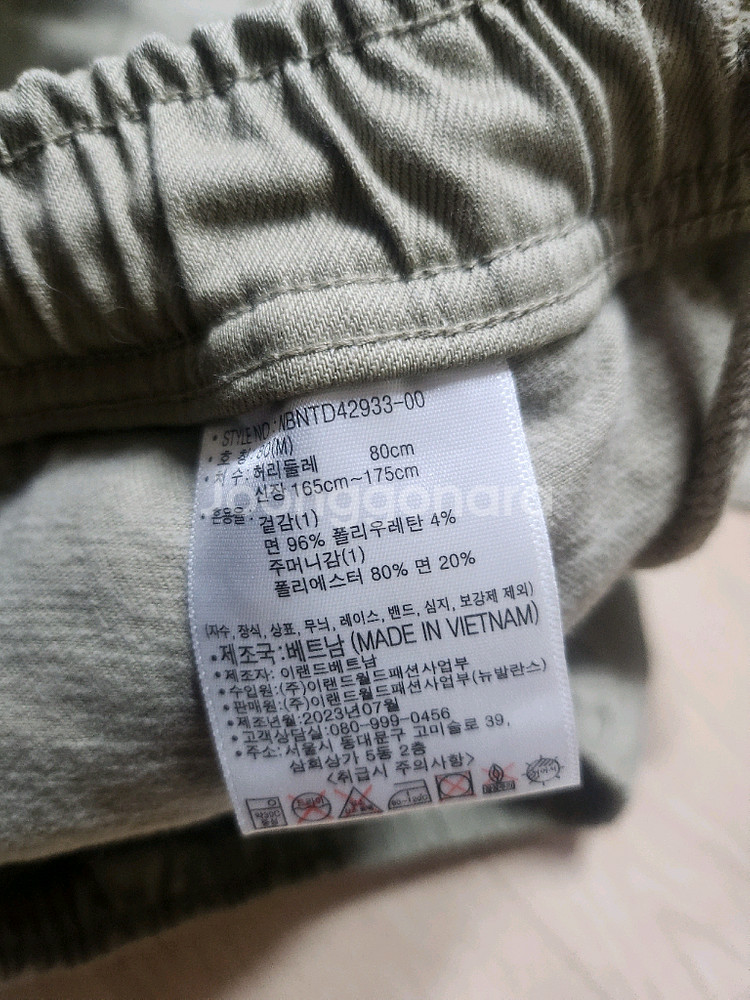 • STYLE NO : NBNTD42933-00
• 호 칭 : 80(M)
• 치 수 : 허리둘레 80cm
신장 165cm~175cm
• 혼용율 : 겉감(1)
면 96% 폴리우레탄 4%
주머니감(1)
폴리에스터 80% 면 20%
(자수, 장식, 상표, 무늬, 레이스, 밴드, 심지, 보강제 제외)
• 제조국 : 베트남 (MADE IN VIETNAM)
• 제조자 : 이랜드베트남
• 수입원 : (주)이랜드월드패션사업부
• 판매원 : (주)이랜드월드패션사업부(뉴발란스)
• 제조년월 : 2023년07월
• 고객상담실 : 080-999-0456
• 주소 : 서울시 동대문구 고미술로 39,
삼희상가 5동 2층
<취급시 주의사항>
Joonggonara